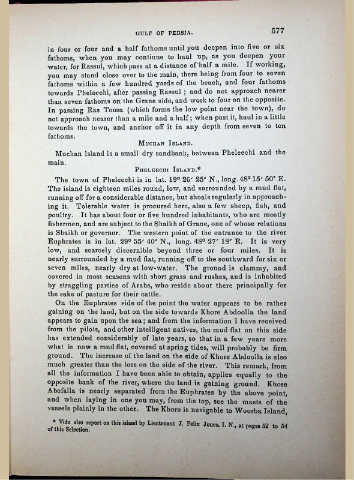 GULF OF PERSIA. 577
in four or four and a half fathoms until you deepen into five or six
fathoms, when you may continue to haul up, as you deepen your
water, for Rassul, which pass at a distance of half a mile. If working,
you may stand close over to the main, there being from four to seven
fathoms within a few hundred yards of the beach, and four fathoms
towards Phelecchi, after passing Rassul; and do not approach nearer
than seven fathoms on the Grane side, and work to four on the opposite.
In passing Ras Tooss (which forms the low point near the town), do
not approach nearer than a mile and a half; when past it, haul in a little
towards the town, and anchor off it in any depth from seven to ten
fathoms.
MUCHAN ISLAND.
Mochan Island is a small dry sandbank, between Phelecchi and the
main.
PHOLECCHI ISLAND.*
The town of Pheleechi is in lat. 29° 26' 25" N., long. 48° 15' 50" E.
The island is eighteen miles round, low, and surrounded by a mud flat,
running off for a considerable distance, but shoals regularly in approach-
ing it. Tolerable water is procured here, also a few sheep, fish, and
poultry. It has about four or five hundred inhabitants, who are mostly
fishermen, and are subject to the Shaikh of Grane, one of whose relations
is Shaikh or governor. The western point of the entrance to the river
Euphrates is in lat. 29° 35' 40" N., long. 48° 27' 19" E. It is very
low, and scarcely discernible beyond three or four miles. It is
nearly surrounded by a mud flat, running off to the southward for six or
seven miles, nearly dry at low-water. The ground is clammy, and
covered in most seasons with short grass and rushes, and is inhabited
by straggling parties of Arabs, who reside about there principally for
the sake of pasture for their cattle.
On the Euphrates side of the point the water appears to be rather
gaining on the land, but on the side towards Khore Abdoolla the land
appears to gain upon the sea; and from the information I have received
from the pilots, and other intelligent natives, the mud flat on this side
has extended considerably of late years, so that in a few years more
what is now a mud flat, covered at spring tides, will probably be firm
ground. The increase of the land on the side of Khore Abdoolla is also
much greater than the loss on the side of the river. This remark, from
all the information I have been able to obtain, applies equally to the
opposite bank of the river, where the land is gaining ground. Khore
Abdulla is nearly separated from the Euphrates by the above point,
and when laying in one you may, from the top, see the masts of the
vessels plainly in the other. The Khore is navigable to Woorba Island,
* Vide also report on this island by Lieutenant J. Felix Jones, I. N., at pages 52 to 54
of this Selection.